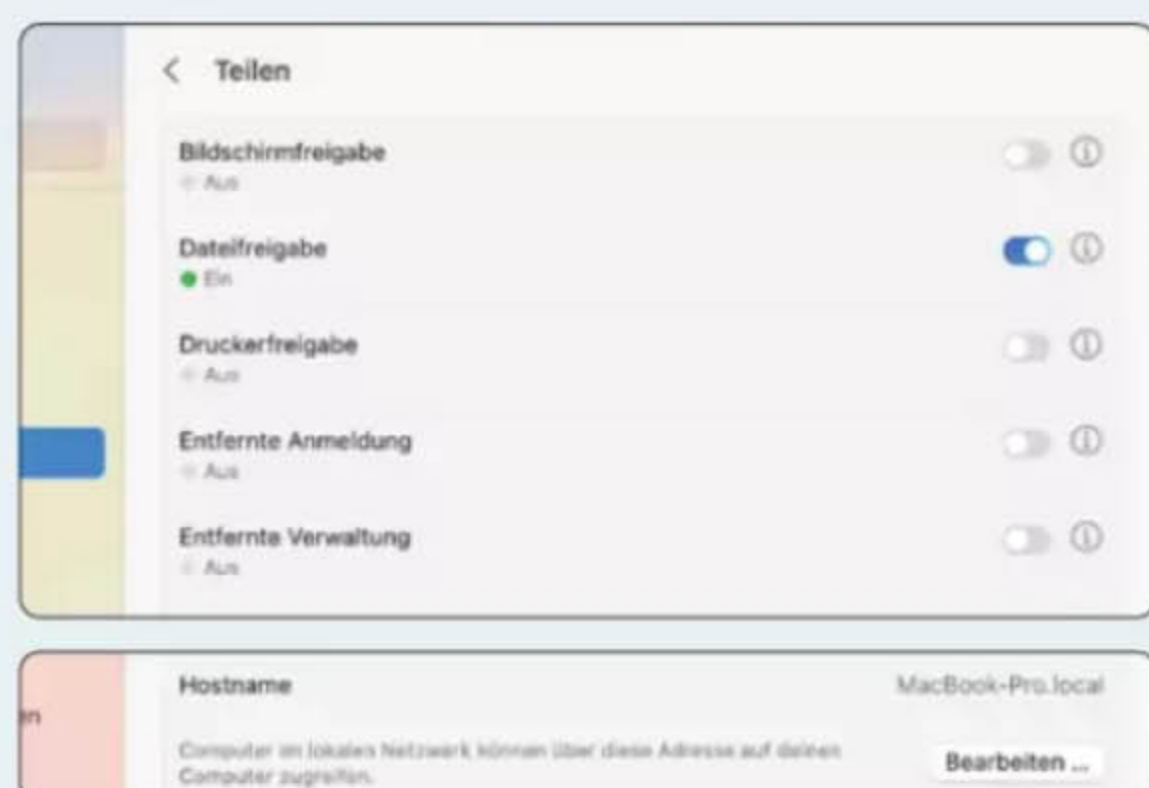 Teilen
Bildschirmfreigabe
Aus
Dateifreigabe
Ein
Druckerfreigabe
Aus
Entfernte Anmeldung
Aus
Entfernte Verwaltung
Aus
Hostname
MacBook-Pro.local
en
Computer im lokalen Netzwerk können über diese Adresse auf deinen
Computer zugreifen.
Bearbeiten ...